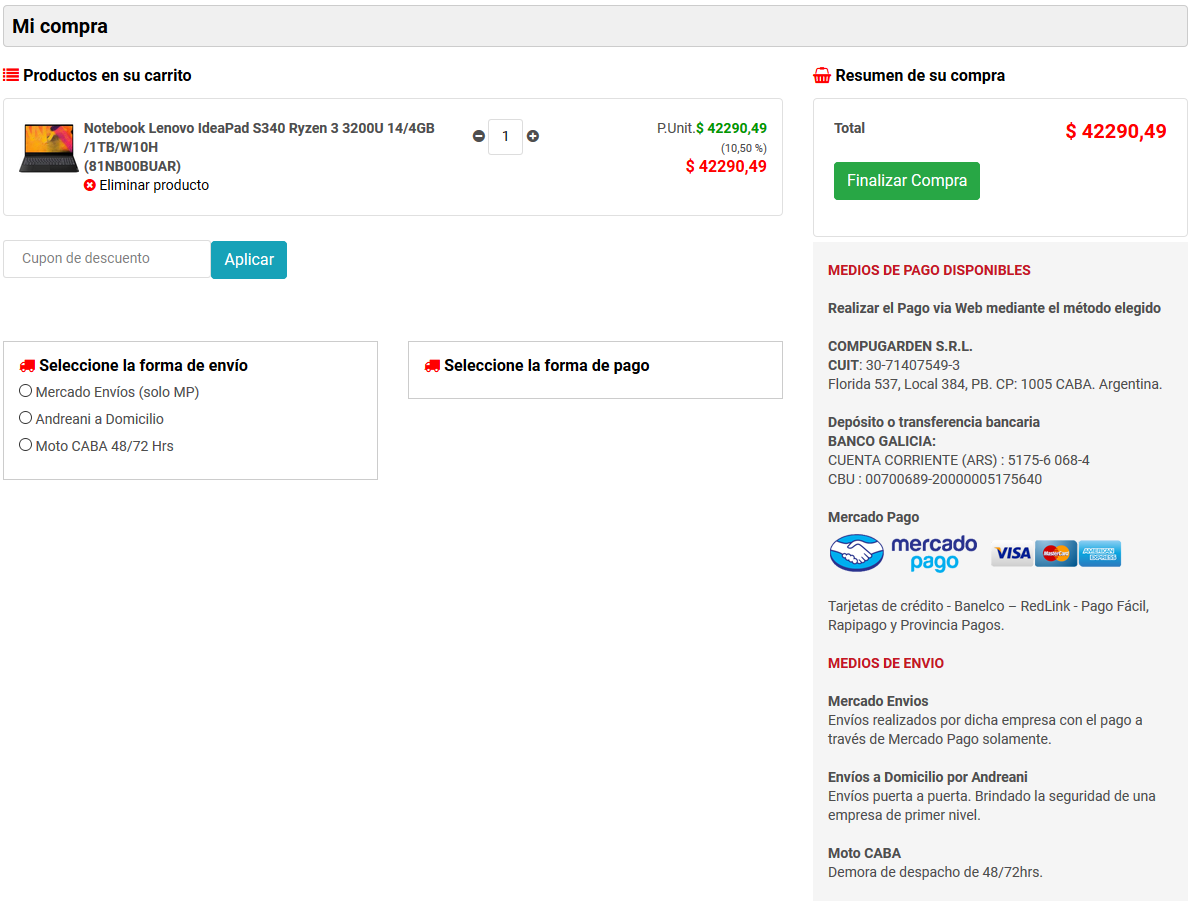 Mi compra
Productos en su carrito
Notebook Lenovo IdeaPad S340 Ryzen 3 3200U 14/4GB
/1TB/W10H
(81NB00BUAR)
Eliminar producto
1
P.Unit.$ 42290,49
(10,50 %)
$ 42290,49
Cupon de descuento
Aplicar
Seleccione la forma de envío
Mercado Envíos (solo MP)
Andreani a Domicilio
Moto CABA 48/72 Hrs
Seleccione la forma de pago
Resumen de su compra
Total
$ 42290,49
Finalizar Compra
MEDIOS DE PAGO DISPONIBLES
Realizar el Pago via Web mediante el método elegido
COMPUGARDEN S.R.L.
CUIT: 30-71407549-3
Florida 537, Local 384, PB. CP: 1005 CABA. Argentina.
Depósito o transferencia bancaria
BANCO GALICIA:
CUENTA CORRIENTE (ARS) : 5175-6 068-4
CBU : 00700689-20000005175640
Mercado Pago
mercado
pago
VISA
MasterCard
AMERICAN
EXPRESS
Tarjetas de crédito - Banelco – RedLink - Pago Fácil,
Rapipago y Provincia Pagos.
MEDIOS DE ENVIO
Mercado Envios
Envíos realizados por dicha empresa con el pago a
través de Mercado Pago solamente.
Envíos a Domicilio por Andreani
Envíos puerta a puerta. Brindado la seguridad de una
empresa de primer nivel.
Moto CABA
Demora de despacho de 48/72hrs.